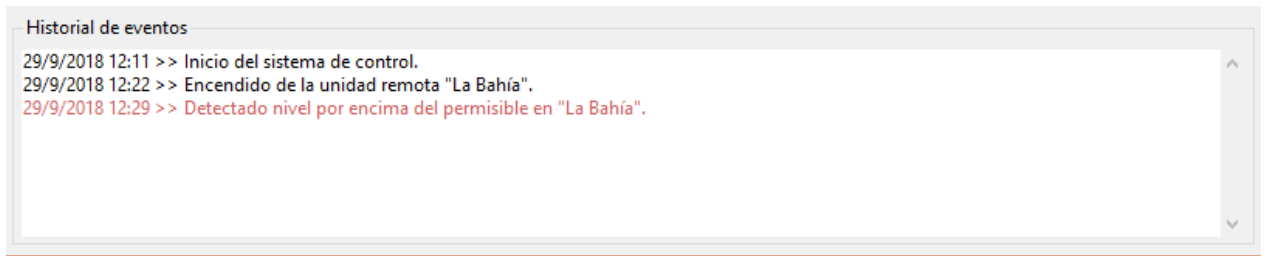 Historial de eventos
29/9/2018 12:11 >> Inicio del sistema de control.
29/9/2018 12:22 >> Encendido de la unidad remota "La Bahía".
29/9/2018 12:29 >> Detectado nivel por encima del permisible en "La Bahía".